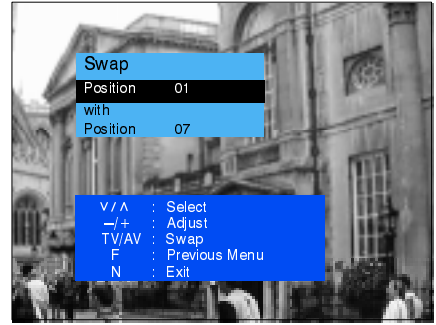 Swap
Position 01
with
Position 07
∨/∧ : Select
–/+ : Adjust
TV/AV : Swap
F : Previous Menu
N : Exit